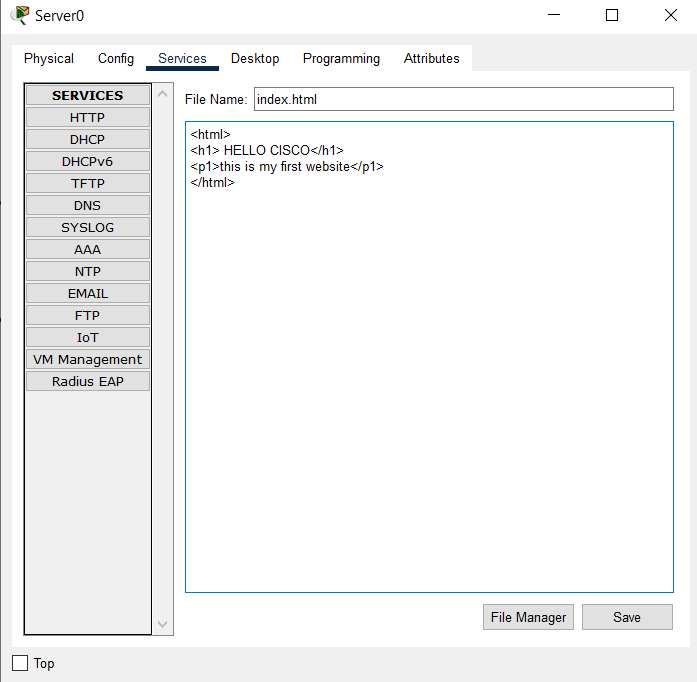 Server0
Physical Config Services Desktop Programming Attributes
SERVICES
HTTP
DHCP
DHCPv6
TFTP
DNS
SYSLOG
AAA
NTP
EMAIL
FTP
IoT
VM Management
Radius EAP
File Name: index.html
<html>
<h1> HELLO CISCO</h1>
<p1>this is my first website</p1>
</html>
File Manager Save
Top